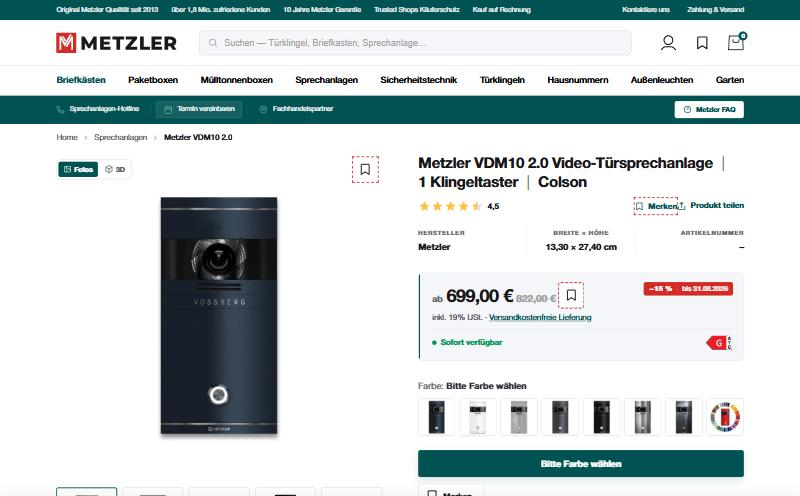 Original Metzler Qualität seit 2013 über 1,8 Mio. zufriedene Kunden 10 Jahre Metzler Garantie Trusted Shops Käuferschutz Kauf auf Rechnung Kontaktiere uns Zahlung & Versand
METZLER Suchen — Türklingel, Briefkasten, Sprechanlage... 0
Briefkästen Paketboxen Mülltonnenboxen Sprechanlagen Sicherheitstechnik Türklingeln Hausnummern Außenleuchten Garten
Sprechanlagen-Hotline Termin vereinbaren Fachhandelspartner Metzler FAQ
Home > Sprechanlagen > Metzler VDM10 2.0
Fotos 3D
Metzler VDM10 2.0 Video-Türsprechanlage |
1 Klingeltaster | Colson
4,5 Merken Produkt teilen
HERSTELLER BREITE × HÖHE ARTIKELNUMMER
Metzler 13,30 × 27,40 cm –
ab 699,00 € 822,00 € –15 % bis 31.08.2026
inkl. 19% USt. · Versandkostenfreie Lieferung
Sofort verfügbar G
VOSSBERG
METZLER
Farbe: Bitte Farbe wählen
Bitte Farbe wählen
Merken